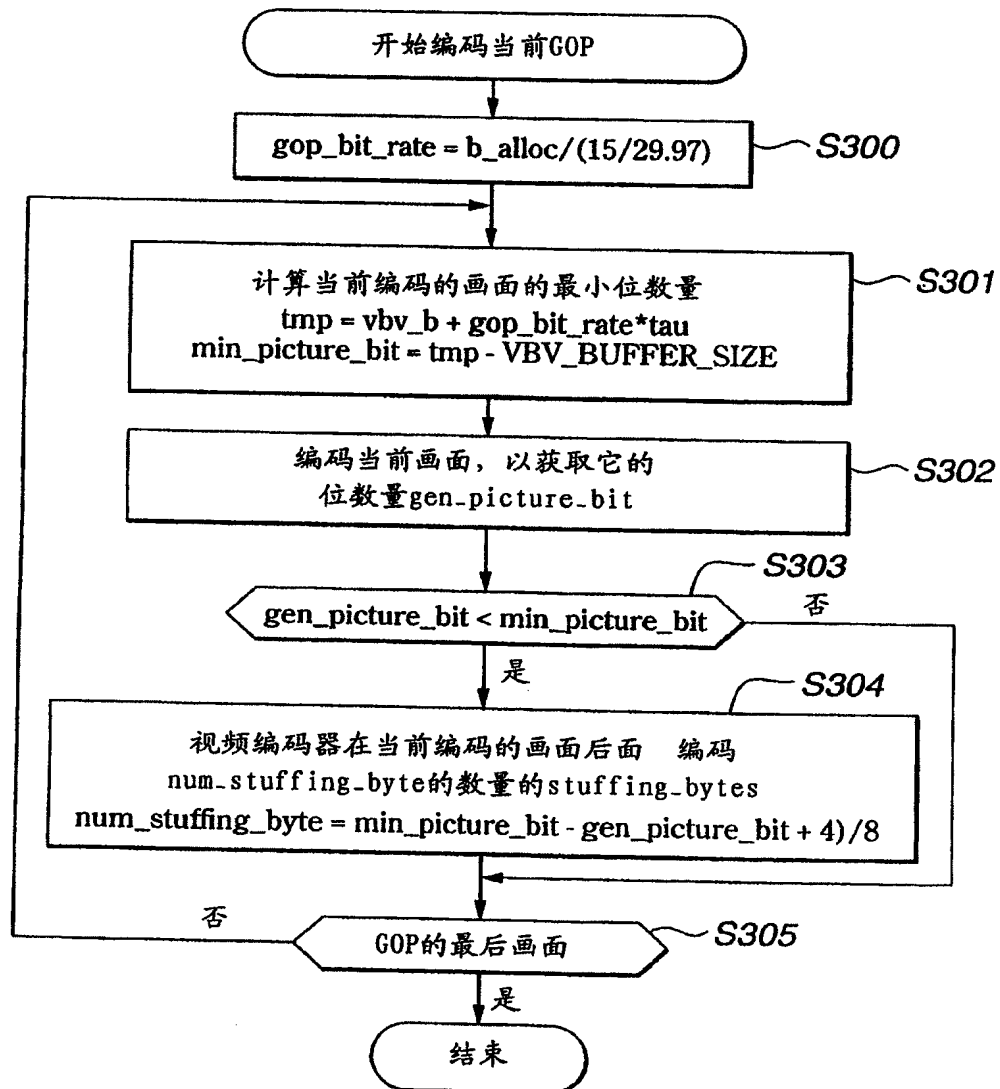 开始编码当前GOP
gop_bit_rate = b_alloc/(15/29.97)
S300
计算当前编码的画面的最小位数量
tmp = vbv_b + gop_bit_rate*tau
min_picture_bit = tmp - VBV_BUFFER_SIZE
S301
编码当前画面，以获取它的
位数量gen_picture_bit
S302
S303
gen_picture_bit < min_picture_bit
否
是
S304
视频编码器在当前编码的画面后面 编码
num_stuffing_byte的数量的stuffing_bytes
num_stuffing_byte = min_picture_bit - gen_picture_bit + 4)/8
否
GOP的最后画面
S305
是
结束